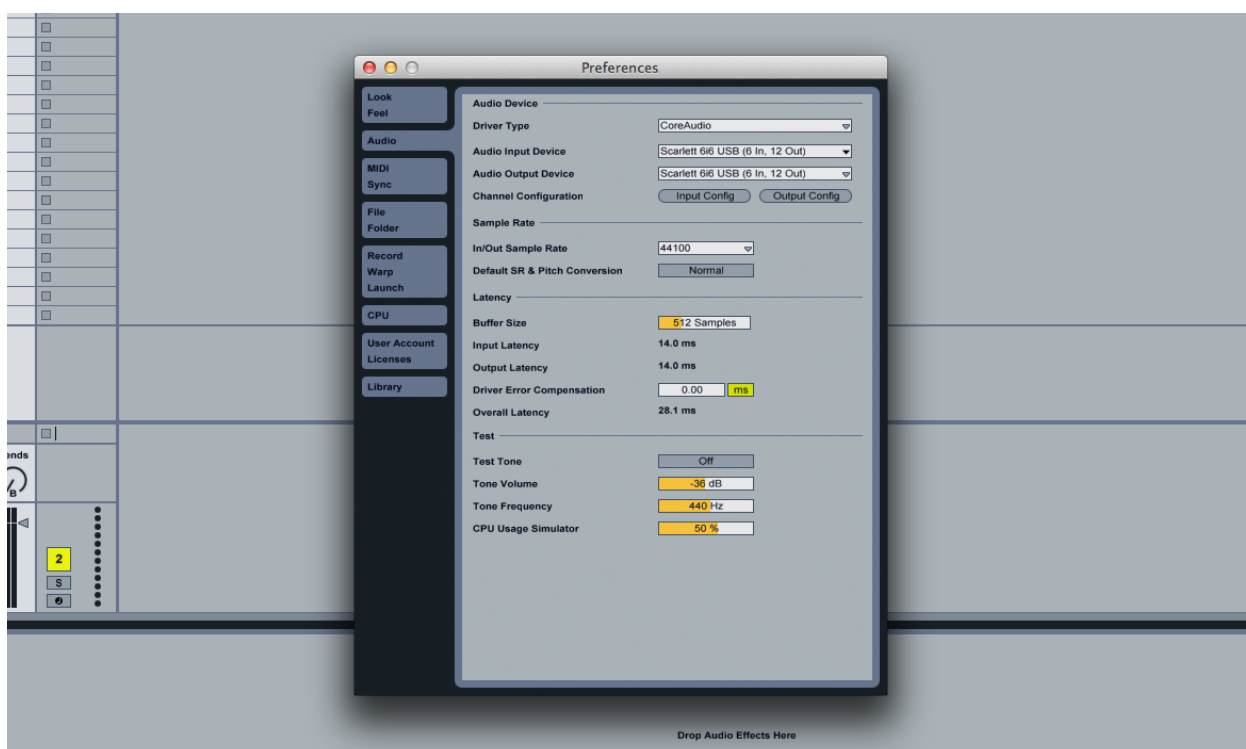 Preferences
Look
Feel
Audio
MIDI
Sync
File
Folder
Record
Warp
Launch
CPU
User Account
Licenses
Library
Audio Device
Driver Type CoreAudio
Audio Input Device Scarlett 6i6 USB (6 In, 12 Out)
Audio Output Device Scarlett 6i6 USB (6 In, 12 Out)
Channel Configuration Input Config Output Config
Sample Rate
In/Out Sample Rate 44100
Default SR & Pitch Conversion Normal
Latency
Buffer Size 512 Samples
Input Latency 14.0 ms
Output Latency 14.0 ms
Driver Error Compensation 0.00 ms
Overall Latency 28.1 ms
Test
Test Tone Off
Tone Volume -36 dB
Tone Frequency 440 Hz
CPU Usage Simulator 50 %
ends
B
2
S
Drop Audio Effects Here